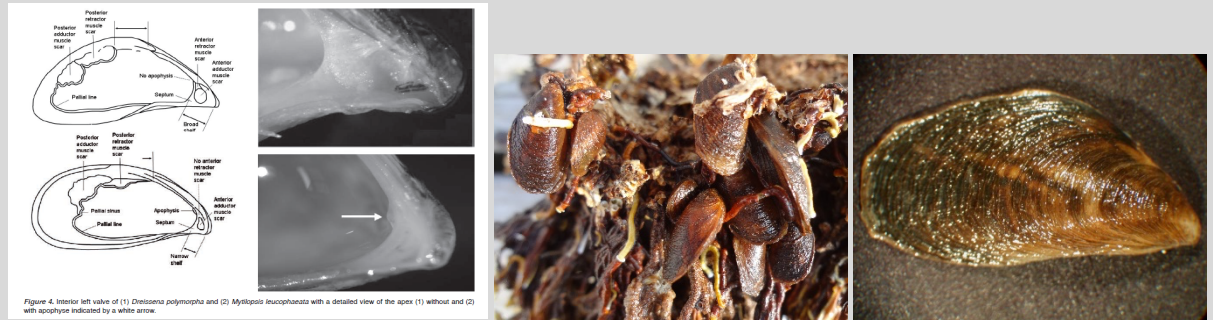 Posterior
retractor
muscle
scar
Posterior
adductor
muscle
scar
Anterior
retractor
muscle
scar
Anterior
adductor
muscle
scar
No apophysis
Septum
Pallial line
Broad
shelf
Posterior
adductor
muscle
scar
Posterior
retractor
muscle
scar
No anterior
retractor
muscle
scar
Anterior
adductor
muscle
scar
Pallial sinus
Apophysis
Septum
Pallial line
Narrow
shelf
Figure 4. Interior left valve of (1) Dreissena polymorpha and (2) Mytilopsis leucophaeata with a detailed view of the apex (1) without and (2)
with apophyse indicated by a white arrow.